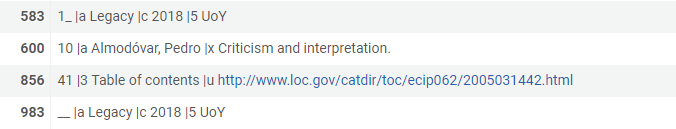 583 1_ |a Legacy |c 2018 |5 UoY
600 10 |a Almodóvar, Pedro |x Criticism and interpretation.
856 41 |3 Table of contents |u http://www.loc.gov/catdir/toc/ecip062/2005031442.html
983 __ |a Legacy |c 2018 |5 UoY